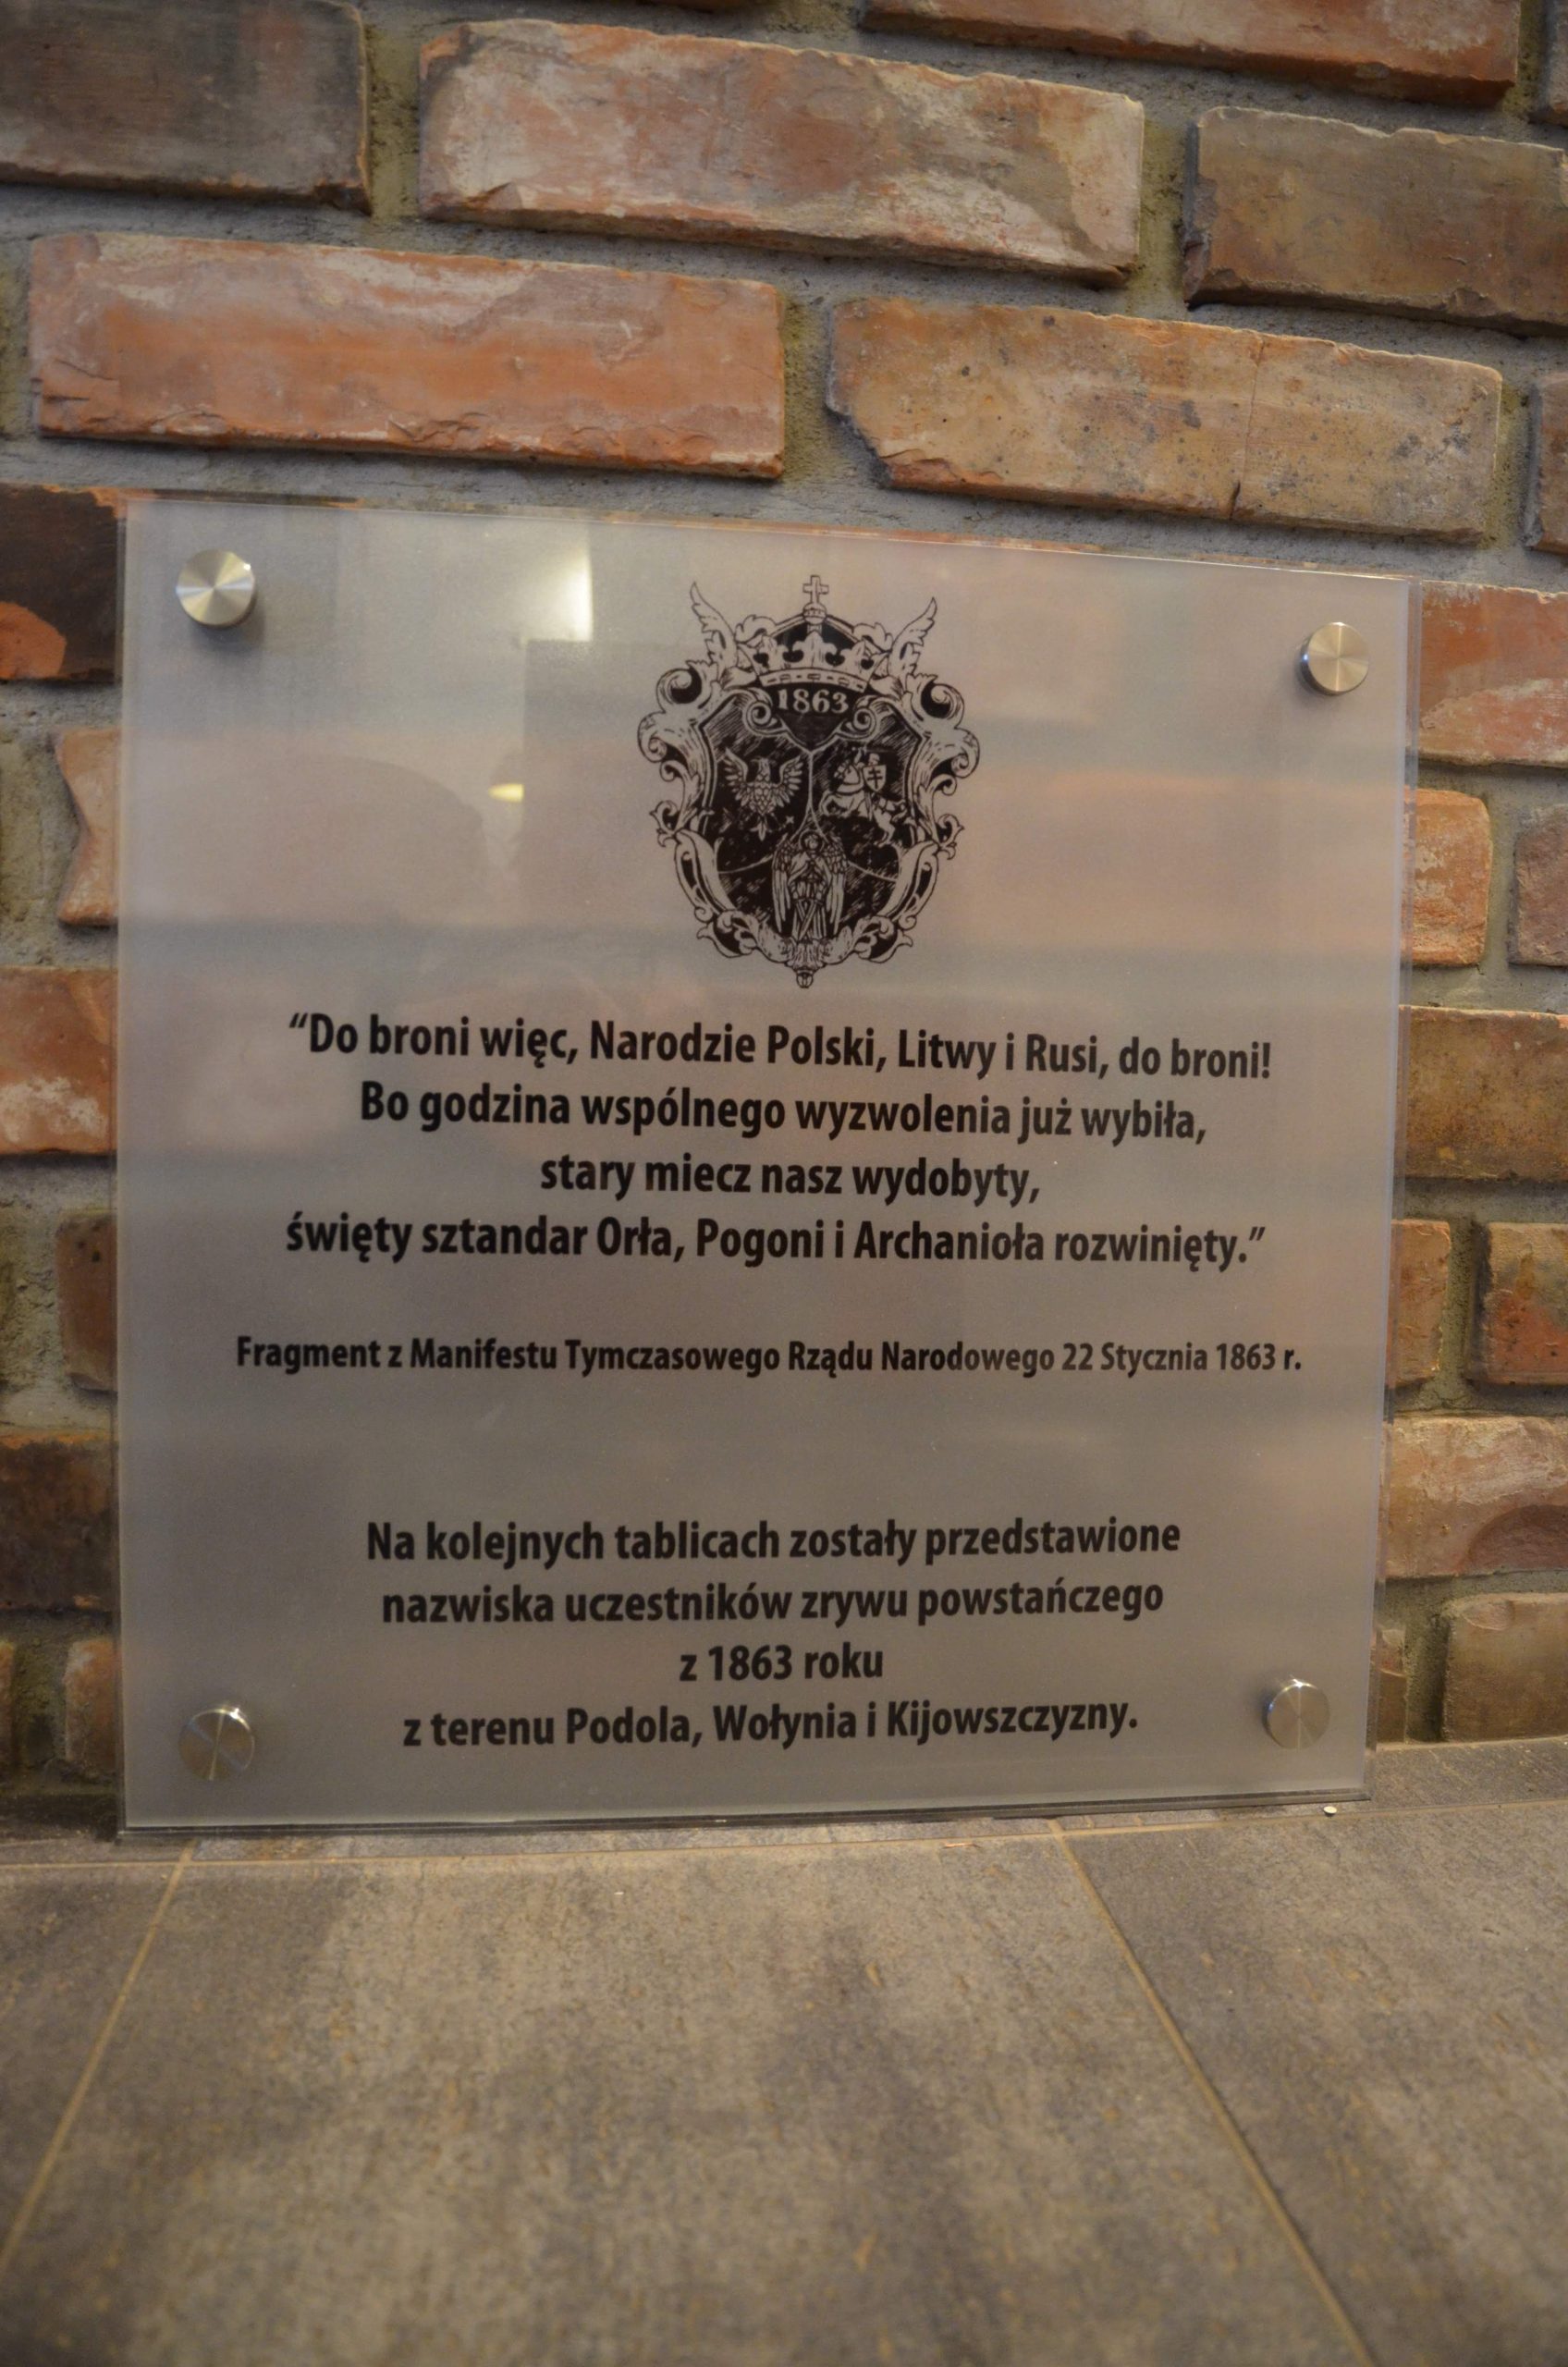 1863
“Do broni więc, Narodzie Polski, Litwy i Rusi, do broni!
Bo godzina wspólnego wyzwolenia już wybiła,
stary miecz nasz wydobyty,
święty sztandar Orła, Pogoni i Archanioła rozwinięty.”
Fragment z Manifestu Tymczasowego Rządu Narodowego 22 Stycznia 1863 r.
Na kolejnych tablicach zostały przedstawione
nazwiska uczestników zrywu powstańczego
z 1863 roku
z terenu Podola, Wołynia i Kijowszczyzny.